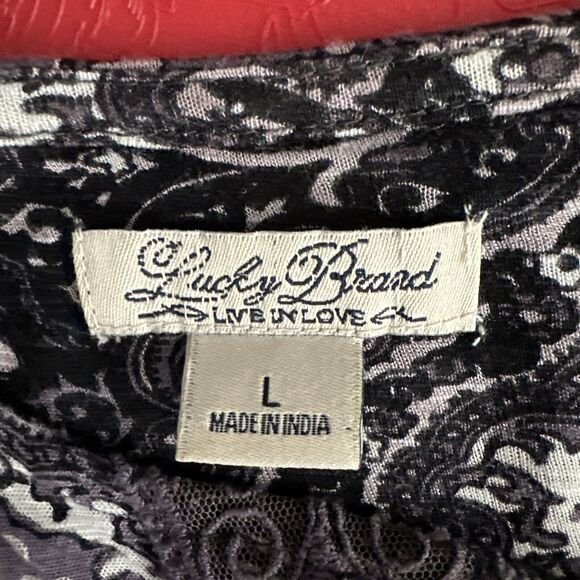 Lucky Brand
LIVE IN LOVE
L
MADE IN INDIA